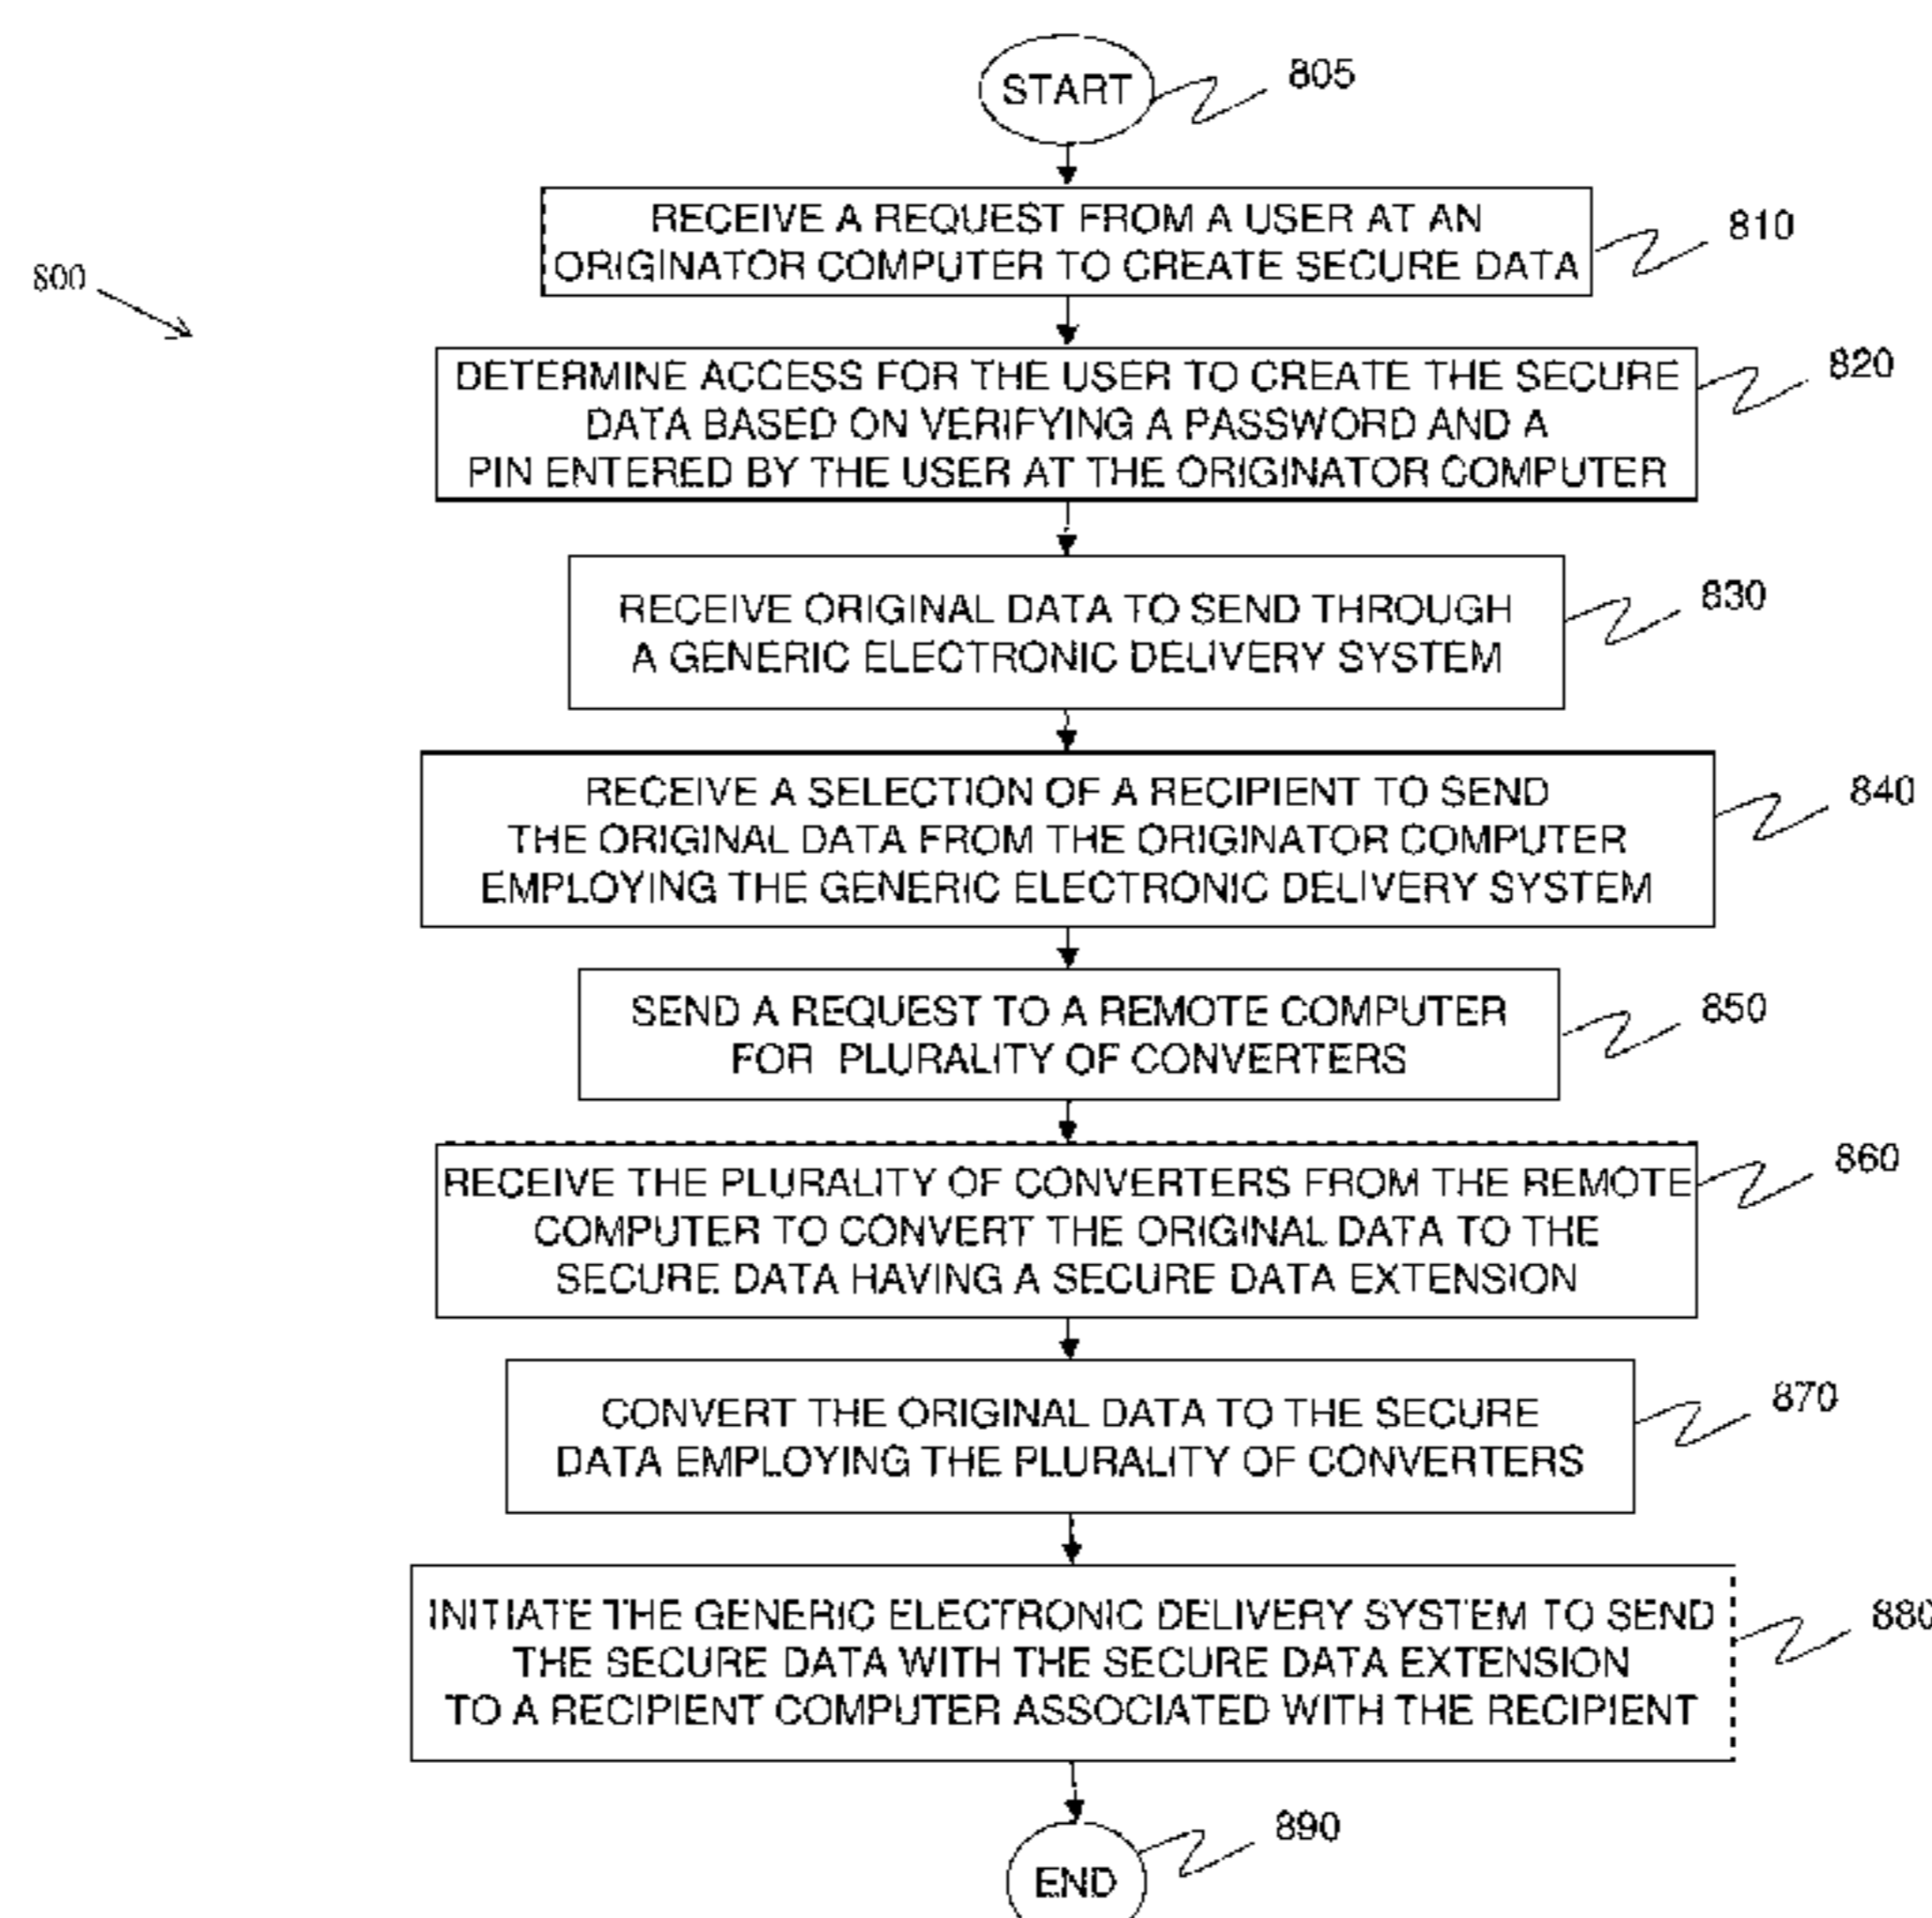 START
805
800
RECEIVE A REQUEST FROM A USER AT AN
ORIGINATOR COMPUTER TO CREATE SECURE DATA
810
DETERMINE ACCESS FOR THE USER TO CREATE THE SECURE
DATA BASED ON VERIFYING A PASSWORD AND A
PIN ENTERED BY THE USER AT THE ORIGINATOR COMPUTER
820
RECEIVE ORIGINAL DATA TO SEND THROUGH
A GENERIC ELECTRONIC DELIVERY SYSTEM
830
RECEIVE A SELECTION OF A RECIPIENT TO SEND
THE ORIGINAL DATA FROM THE ORIGINATOR COMPUTER
EMPLOYING THE GENERIC ELECTRONIC DELIVERY SYSTEM
840
SEND A REQUEST TO A REMOTE COMPUTER
FOR PLURALITY OF CONVERTERS
850
RECEIVE THE PLURALITY OF CONVERTERS FROM THE REMOTE
COMPUTER TO CONVERT THE ORIGINAL DATA TO THE
SECURE DATA HAVING A SECURE DATA EXTENSION
860
CONVERT THE ORIGINAL DATA TO THE SECURE
DATA EMPLOYING THE PLURALITY OF CONVERTERS
870
INITIATE THE GENERIC ELECTRONIC DELIVERY SYSTEM TO SEND
THE SECURE DATA WITH THE SECURE DATA EXTENSION
TO A RECIPIENT COMPUTER ASSOCIATED WITH THE RECIPIENT
880
END
890